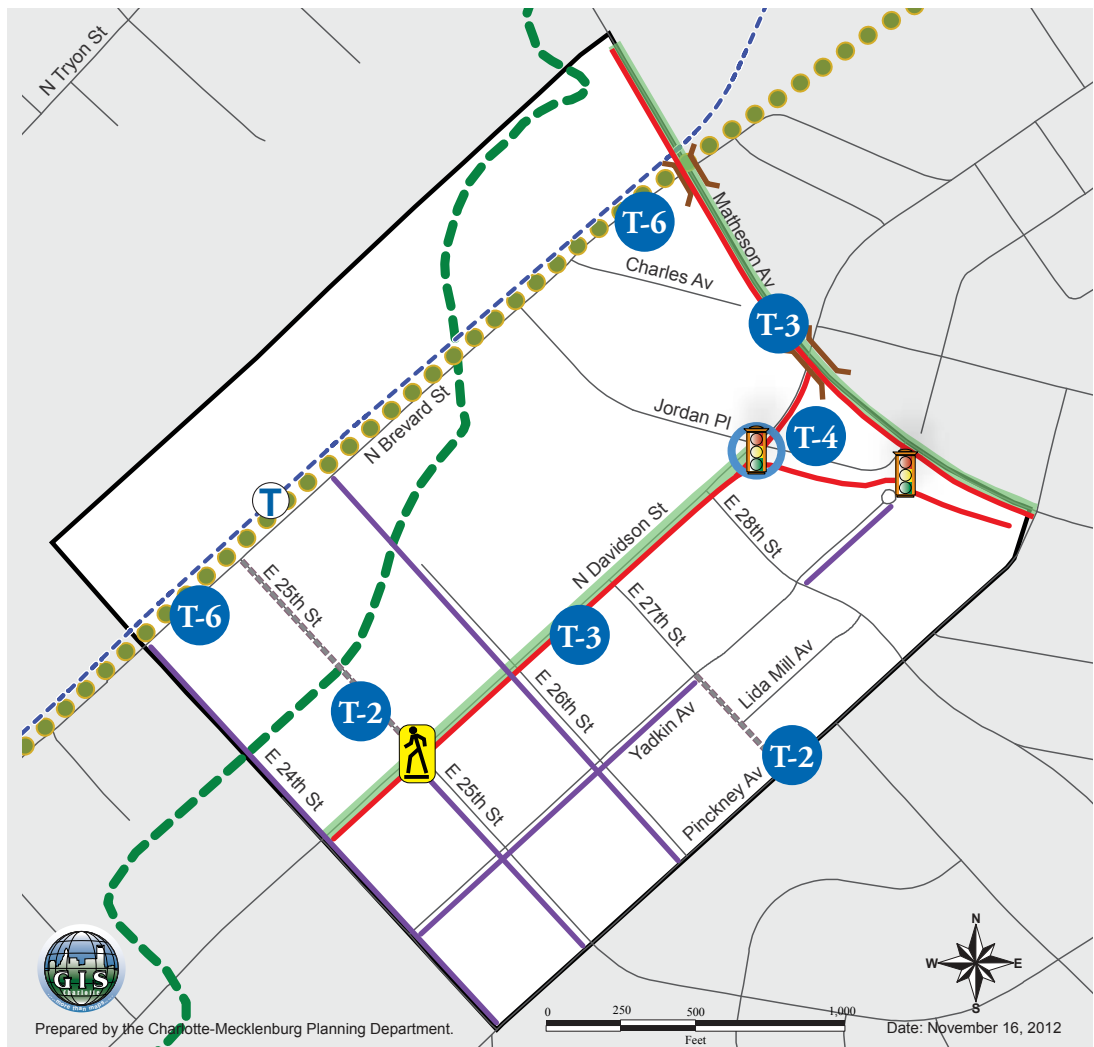 N Tryon St
T-6
Matheson Av
Charles Av
T-3
Jordan Pl
T-4
N Brevard St
T
E 28th St
N Davidson St
E 25th St
E 27th St
T-6
T-3
Lida Mill Av
E 26th St
T-2
Yadkin Av
T-2
E 24th St
E 25th St
Pinckney Av
N
W E
S
GIS
Charlotte
Prepared by the Charlotte-Mecklenburg Planning Department.
0 250 500 1,000
Feet
Date: November 16, 2012